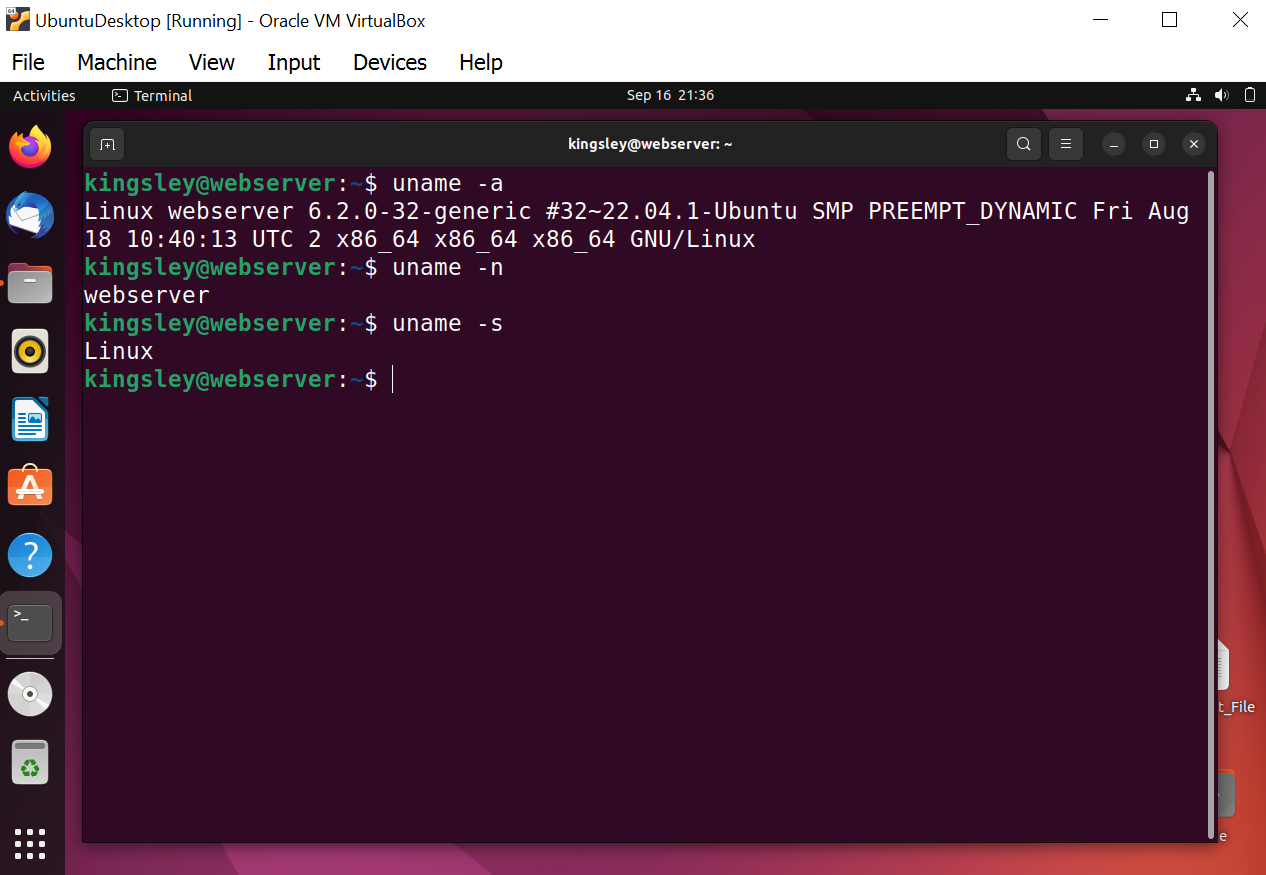 UbuntuDesktop [Running] - Oracle VM VirtualBox
File Machine View Input Devices Help
Activities Terminal Sep 16 21:36
kingsley@webserver: ~
kingsley@webserver:~$ uname -a
Linux webserver 6.2.0-32-generic #32~22.04.1-Ubuntu SMP PREEMPT_DYNAMIC Fri Aug
18 10:40:13 UTC 2 x86_64 x86_64 x86_64 GNU/Linux
kingsley@webserver:~$ uname -n
webserver
kingsley@webserver:~$ uname -s
Linux
kingsley@webserver:~$
t_File
e